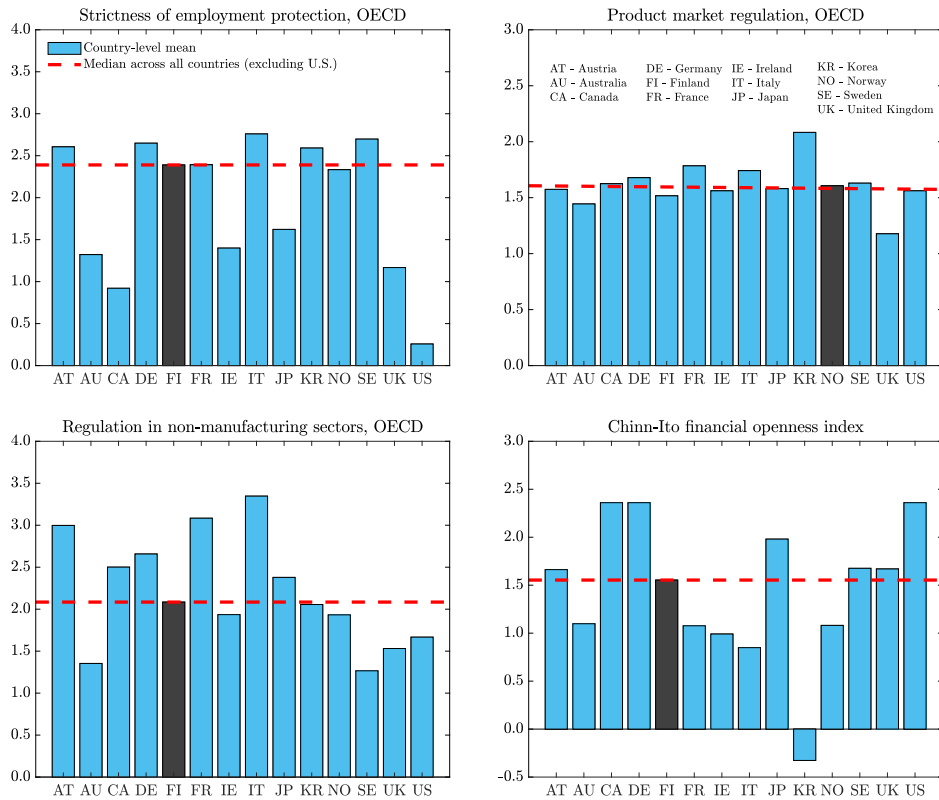 Strictness of employment protection, OECD
4.0
3.5
3.0
2.5
2.0
1.5
1.0
0.5
0.0
Country-level mean
Median across all countries (excluding U.S.)
AT AU CA DE FI FR IE IT JP KR NO SE UK US
Product market regulation, OECD
3.0
2.5
2.0
1.5
1.0
0.5
0.0
AT - Austria DE - Germany IE - Ireland KR - Korea
AU - Australia FI - Finland IT - Italy NO - Norway
CA - Canada FR - France JP - Japan SE - Sweden
UK - United Kingdom
AT AU CA DE FI FR IE IT JP KR NO SE UK US
Regulation in non-manufacturing sectors, OECD
4.0
3.5
3.0
2.5
2.0
1.5
1.0
0.5
0.0
AT AU CA DE FI FR IE IT JP KR NO SE UK US
Chinn-Ito financial openness index
3.0
2.5
2.0
1.5
1.0
0.5
0.0
-0.5
AT AU CA DE FI FR IE IT JP KR NO SE UK US